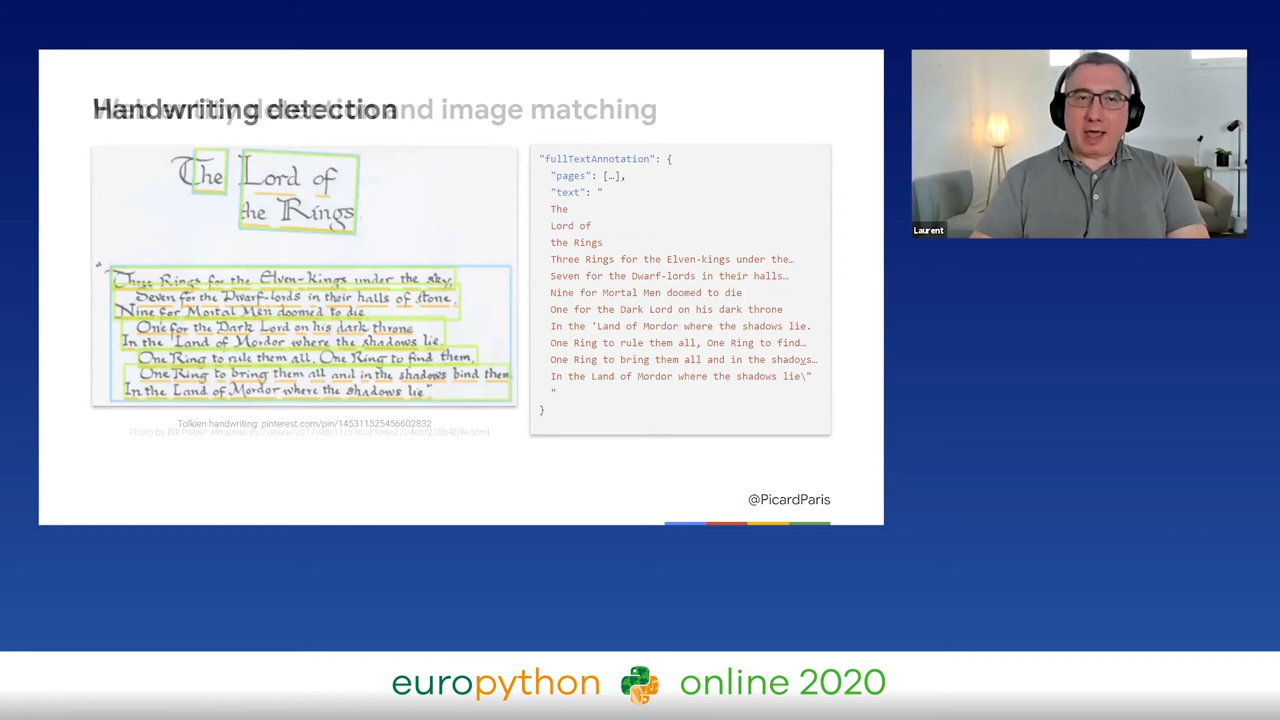 Handwriting detection
and image matching
The Lord of
the Rings
"Three Rings for the Elven-kings under the sky,
Seven for the Dwarf-lords in their halls of stone,
Nine for Mortal Men doomed to die
One for the Dark Lord on his dark throne
In the Land of Mordor where the shadows lie.
One Ring to rule them all, One Ring to find them,
One Ring to bring them all and in the shadows bind them
In the Land of Mordor where the shadows lie"
Tolkien handwriting: pinterest.com/pin/145311525456602832
"fullTextAnnotation": {
"pages": […],
"text": "
The
Lord of
the Rings
Three Rings for the Elven-kings under the…
Seven for the Dwarf-lords in their halls…
Nine for Mortal Men doomed to die
One for the Dark Lord on his dark throne
In the 'Land of Mordor where the shadows lie.
One Ring to rule them all, One Ring to find…
One Ring to bring them all and in the shadoys…
In the Land of Mordor where the shadows lie\"
"
}
@PicardParis
Laurent
europython online 2020